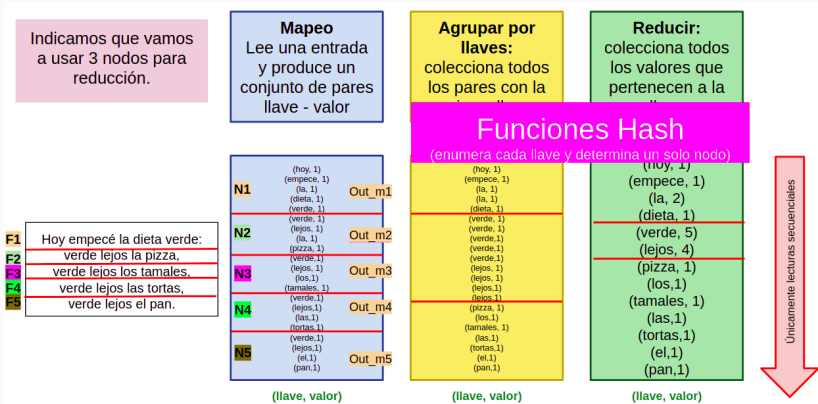 Indicamos que vamos
a usar 3 nodos para
reducción.
Mapeo
Lee una entrada
y produce un
conjunto de pares
llave - valor
Agrupar por
llaves:
colecciona todos
los pares con la
Reducir:
colecciona todos
los valores que
pertenecen a la
Funciones Hash
(enumera cada llave y determina un solo nodo)
F1
F2
F3
F4
F5
Hoy empecé la dieta verde:
verde lejos la pizza,
verde lejos los tamales,
verde lejos las tortas,
verde lejos el pan.
N1
(hoy, 1)
(empece, 1)
(la, 1)
(dieta, 1)
(verde, 1)
Out_m1
N2
(verde, 1)
(lejos, 1)
(la, 1)
(pizza, 1)
Out_m2
N3
(verde,1)
(lejos, 1)
(los,1)
(tamales, 1)
Out_m3
N4
(verde,1)
(lejos,1)
(las,1)
(tortas,1)
Out_m4
N5
(verde,1)
(lejos,1)
(el,1)
(pan,1)
Out_m5
(llave, valor)
(hoy, 1)
(empece, 1)
(la, 1)
(la, 1)
(dieta, 1)
(verde, 1)
(verde,1)
(verde,1)
(verde,1)
(verde,1)
(lejos, 1)
(lejos, 1)
(lejos,1)
(lejos,1)
(pizza, 1)
(los,1)
(tamales, 1)
(las,1)
(tortas,1)
(el,1)
(pan,1)
(llave, valor)
(hoy, 1)
(empece, 1)
(la, 2)
(dieta, 1)
(verde, 5)
(lejos, 4)
(pizza, 1)
(los,1)
(tamales, 1)
(las,1)
(tortas,1)
(el,1)
(pan,1)
(llave, valor)
Únicamente lecturas secuenciales